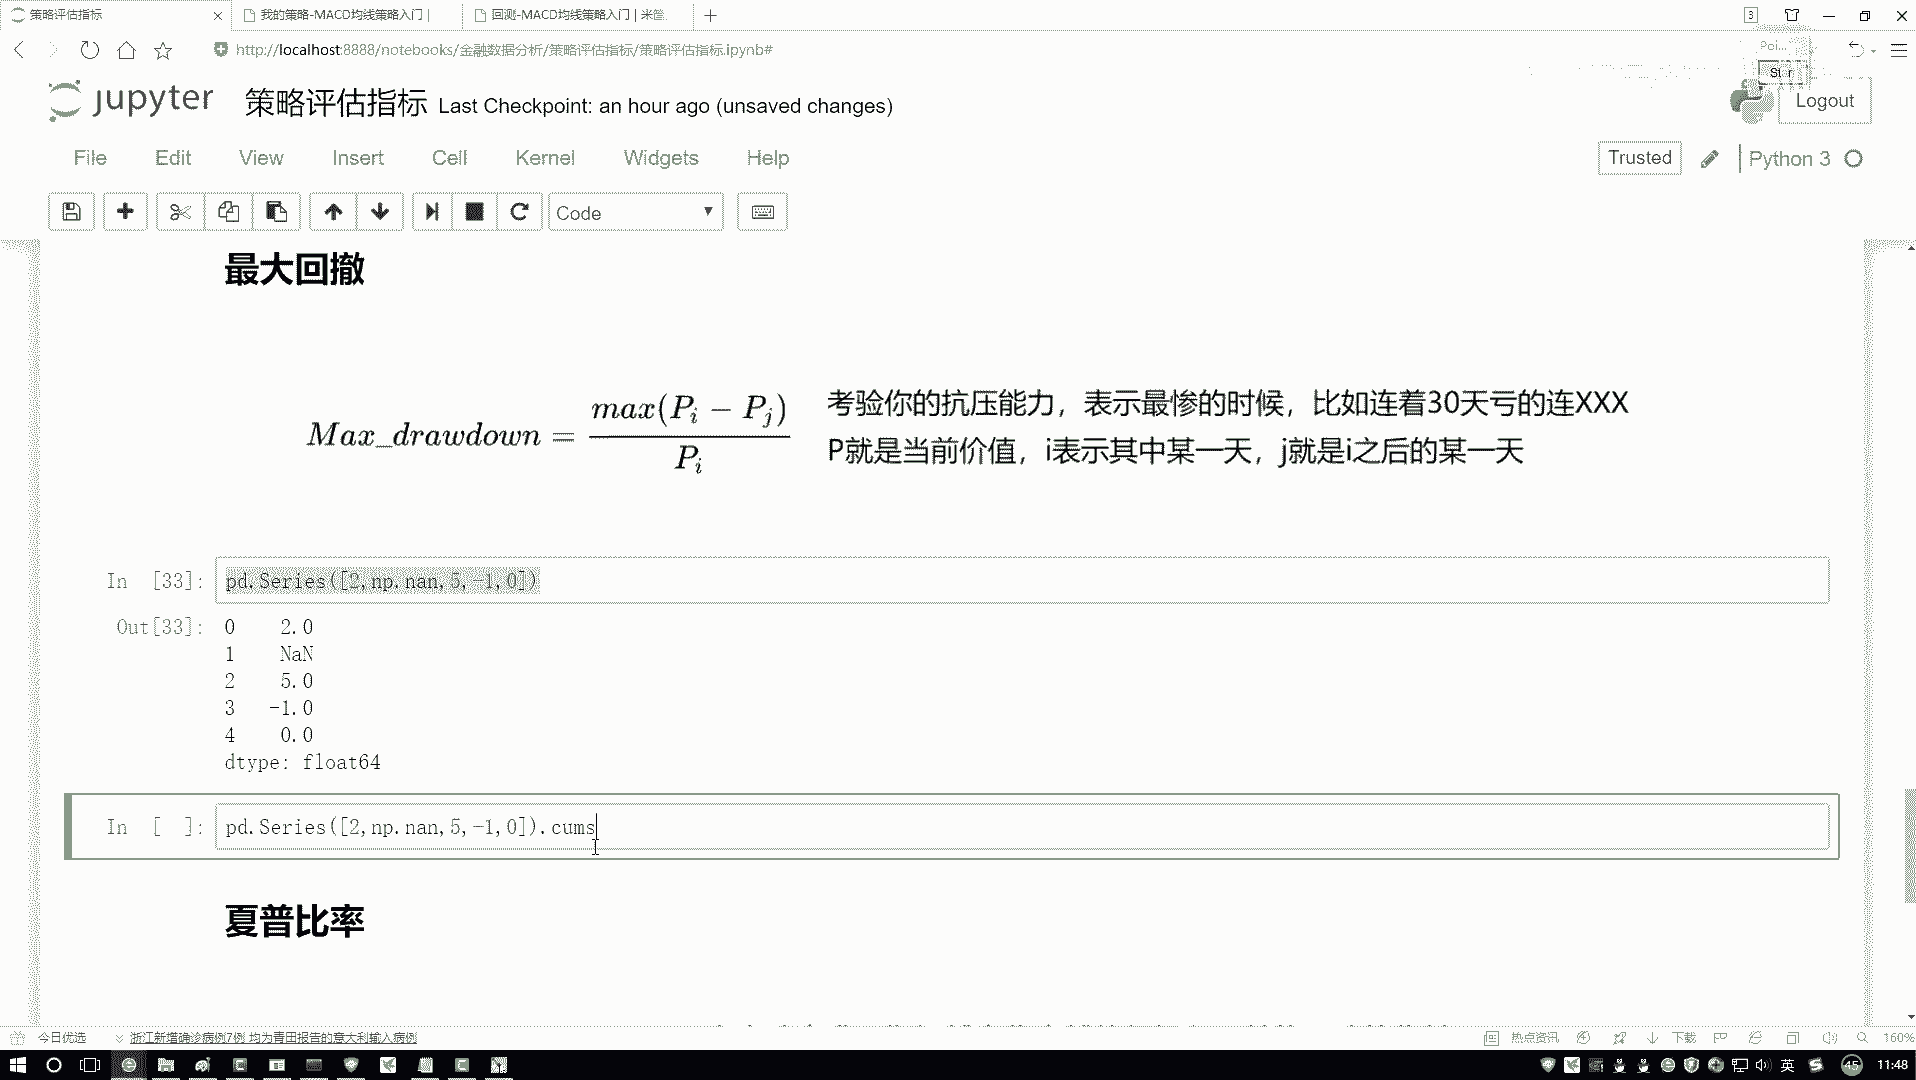 策略评估指标
我的策略-MACD均线策略入门 |
回测-MACD均线策略入门 | 米筐
3
http://localhost:8888/notebooks/金融数据分析/策略评估指标/策略评估指标.ipynb#
jupyter 策略评估指标 Last Checkpoint: an hour ago (unsaved changes)
Logout
File Edit View Insert Cell Kernel Widgets Help
Trusted
Python 3
Code
最大回撤
Max_drawdown = max(P_i − P_j) / P_i
考验你的抗压能力，表示最惨的时候，比如连着30天亏的连XXX
P就是当前价值，i表示其中某一天，j就是i之后的某一天
In [33]: pd.Series([2,np.nan,5,-1,0])
Out[33]: 0 2.0
1 NaN
2 5.0
3 -1.0
4 0.0
dtype: float64
In [ ]: pd.Series([2,np.nan,5,-1,0]).cums
夏普比率
今日优选
浙江新增确诊病例7例 均为青田报告的意大利输入病例
热点资讯
下载
160%
英
45
11:48